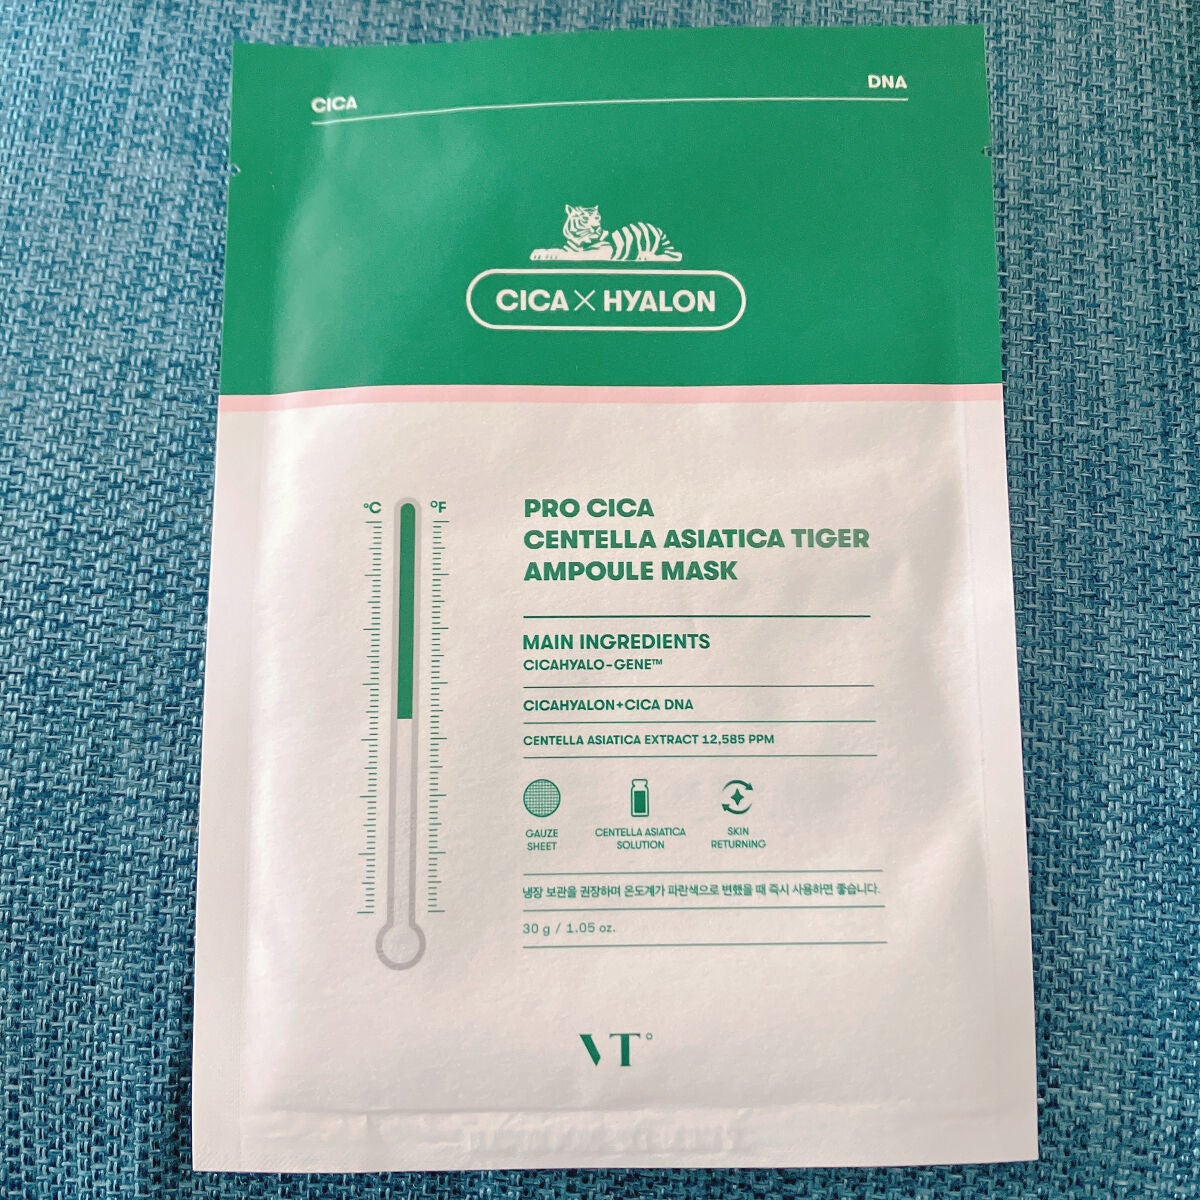 CICA
DNA
CICA × HYALON
°C
°F
PRO CICA
CENTELLA ASIATICA TIGER
AMPOULE MASK
MAIN INGREDIENTS
CICAHYALO-GENE™
CICAHYALON+CICA DNA
CENTELLA ASIATICA EXTRACT 12,585 PPM
GAUZE
SHEET
CENTELLA ASIATICA
SOLUTION
SKIN
RETURNING
냉장 보관을 권장하며 온도계가 파란색으로 변했을 때 즉시 사용하면 좋습니다.
30 g / 1.05 oz.
VT°